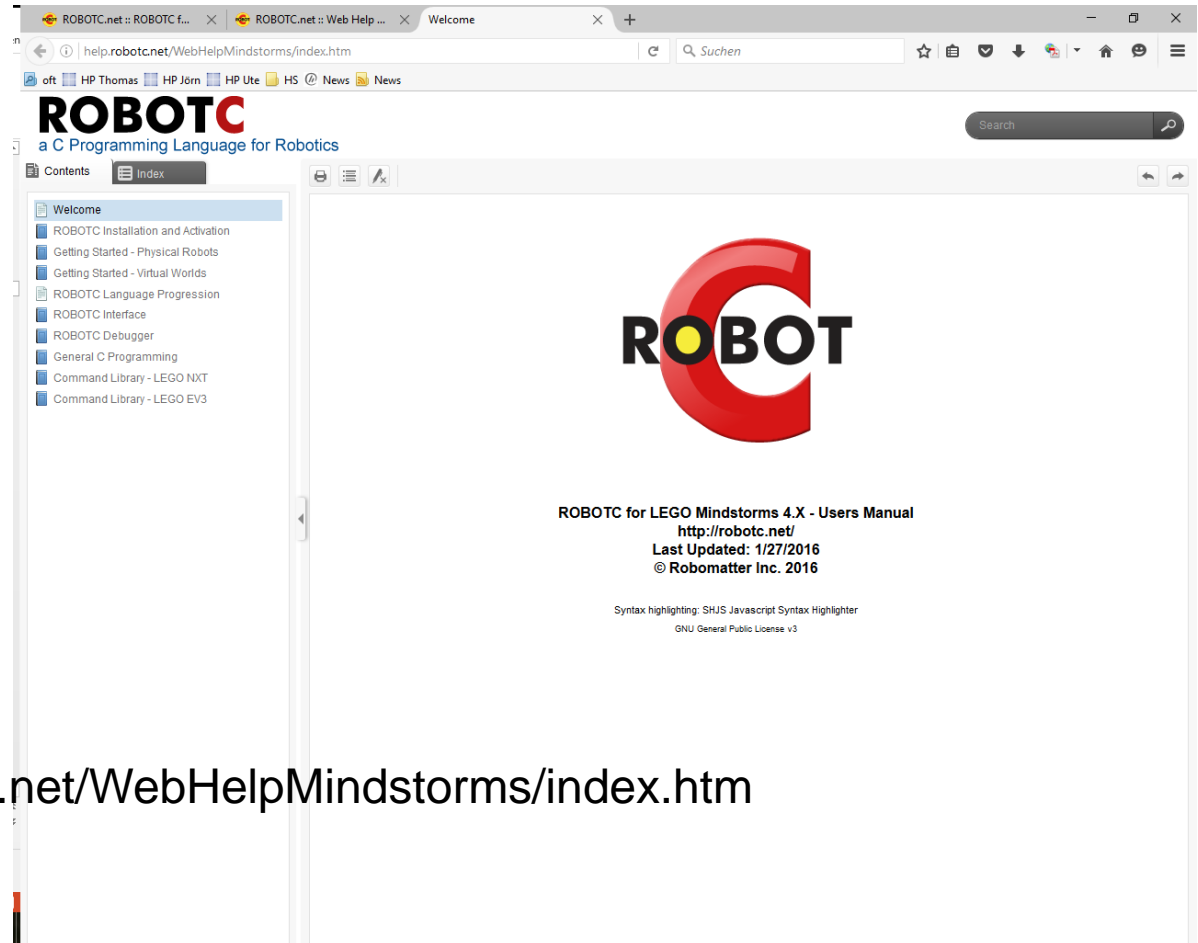 ROBOTC.net :: ROBOTC f...
ROBOTC.net :: Web Help ...
Welcome
help.robotc.net/WebHelpMindstorms/index.htm
Suchen
oft HP Thomas HP Jörn HP Ute HS News News
ROBOTC
a C Programming Language for Robotics
Search
Contents
Index
Welcome
ROBOTC Installation and Activation
Getting Started - Physical Robots
Getting Started - Virtual Worlds
ROBOTC Language Progression
ROBOTC Interface
ROBOTC Debugger
General C Programming
Command Library - LEGO NXT
Command Library - LEGO EV3
ROBOT
C
ROBOTC for LEGO Mindstorms 4.X - Users Manual
http://robotc.net/
Last Updated: 1/27/2016
© Robomatter Inc. 2016
Syntax highlighting: SHJS Javascript Syntax Highlighter
GNU General Public License v3
.net/WebHelpMindstorms/index.htm